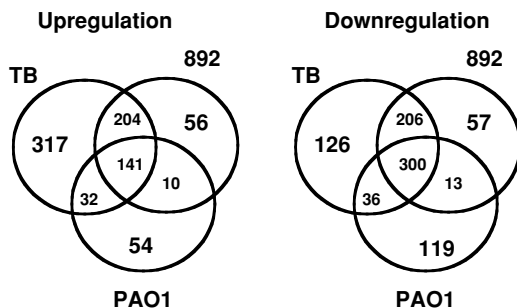 Upregulation
892
TB
204
56
317
141
10
32
54
PAO1
Downregulation
892
TB
206
57
126
300
13
36
119
PAO1